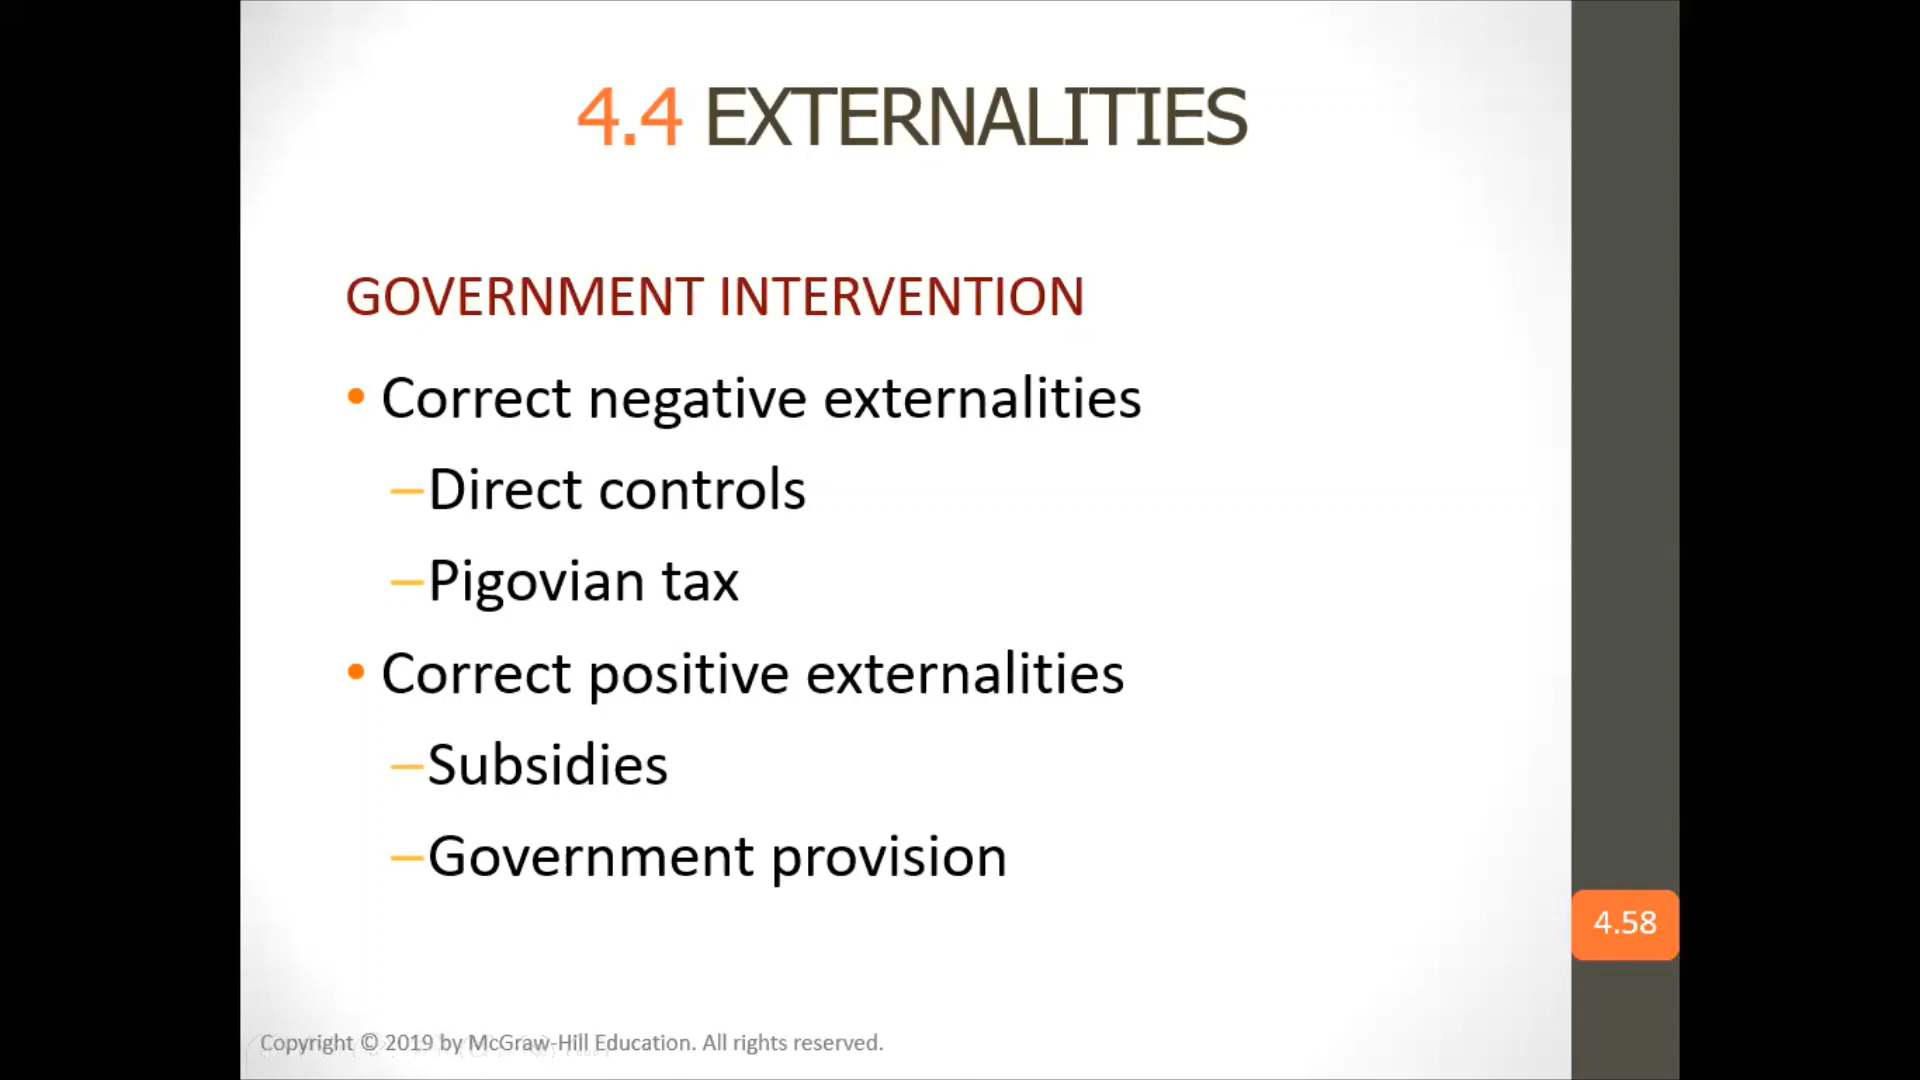 4.4 EXTERNALITIES
GOVERNMENT INTERVENTION
• Correct negative externalities
–Direct controls
–Pigovian tax
• Correct positive externalities
–Subsidies
–Government provision
4.58
Copyright © 2019 by McGraw-Hill Education. All rights reserved.